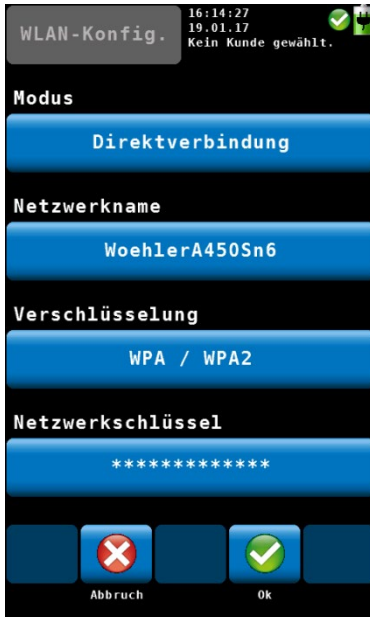 WLAN-Konfig.
16:14:27
19.01.17
Kein Kunde gewählt.
Modus
Direktverbindung
Netzwerkname
WoehlerA450Sn6
Verschlüsselung
WPA / WPA2
Netzwerkschlüssel
*************
Abbruch
Ok